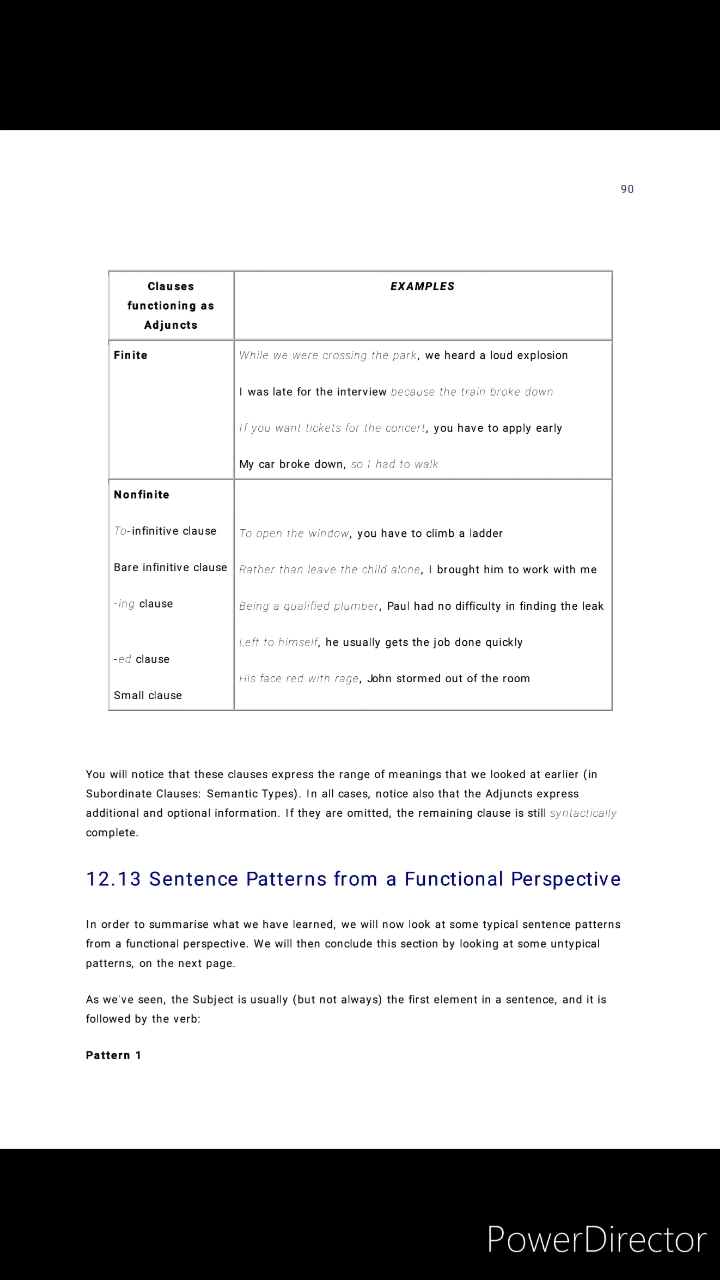 90
Clauses
functioning as
Adjuncts
EXAMPLES
Finite
While we were crossing the park, we heard a loud explosion
I was late for the interview because the train broke down
If you want tickets for the concert, you have to apply early
My car broke down, so I had to walk
Nonfinite
To-infinitive clause
To open the window, you have to climb a ladder
Bare infinitive clause
Rather than leave the child alone, I brought him to work with me
-ing clause
Being a qualified plumber, Paul had no difficulty in finding the leak
Left to himself, he usually gets the job done quickly
-ed clause
His face red with rage, John stormed out of the room
Small clause
You will notice that these clauses express the range of meanings that we looked at earlier (in
Subordinate Clauses: Semantic Types). In all cases, notice also that the Adjuncts express
additional and optional information. If they are omitted, the remaining clause is still syntactically
complete.
12.13 Sentence Patterns from a Functional Perspective
In order to summarise what we have learned, we will now look at some typical sentence patterns
from a functional perspective. We will then conclude this section by looking at some untypical
patterns, on the next page.
As we've seen, the Subject is usually (but not always) the first element in a sentence, and it is
followed by the verb:
Pattern 1
PowerDirector